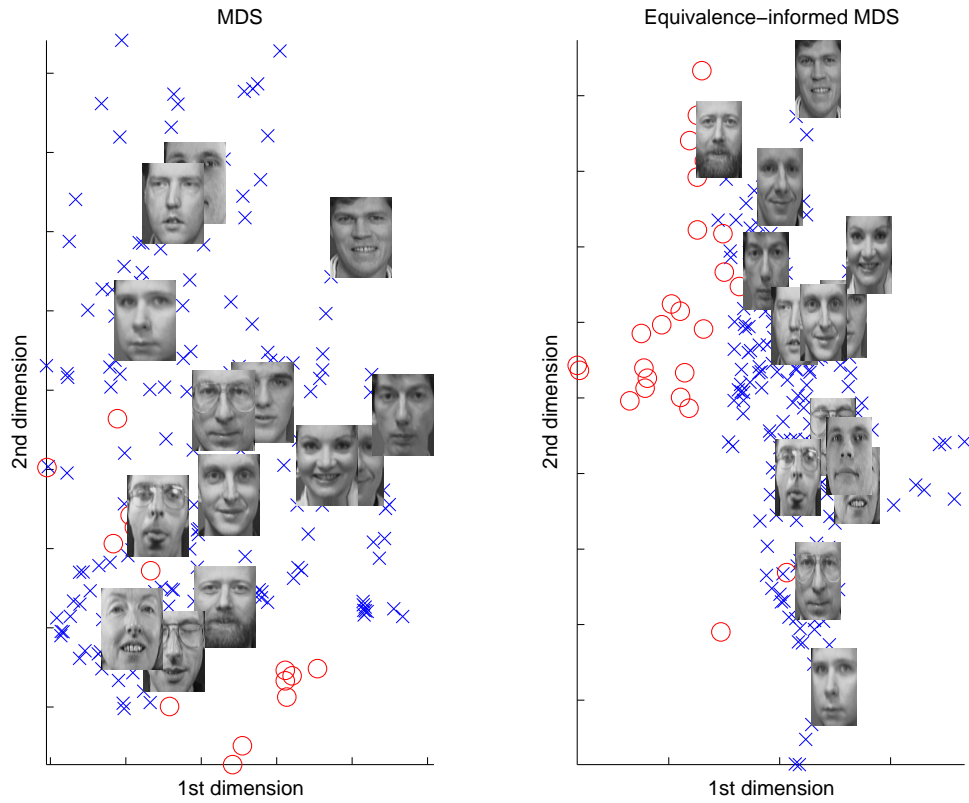 MDS
2nd dimension
1st dimension
Equivalence−informed MDS
2nd dimension
1st dimension